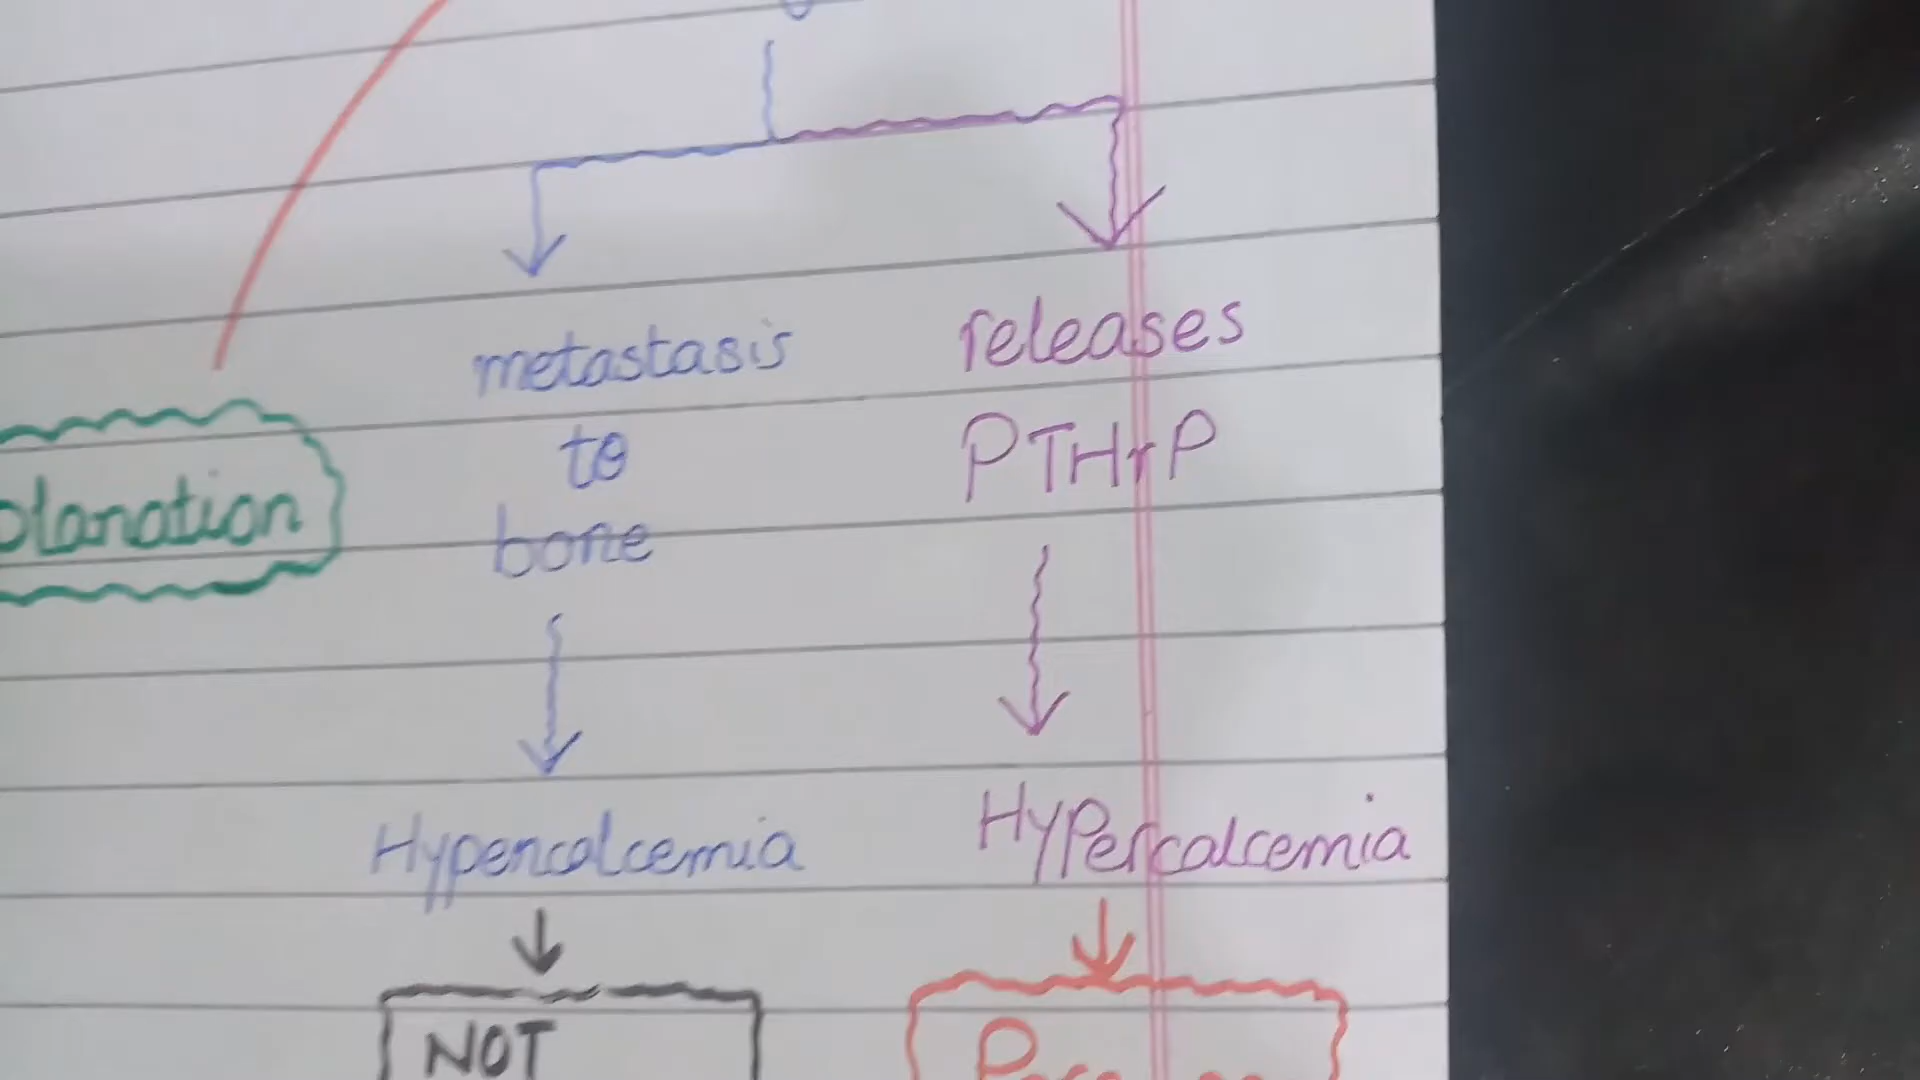 metastasis
to
bone
Hypercalcemia
NOT
releases
PTHrP
Hypercalcemia
planation